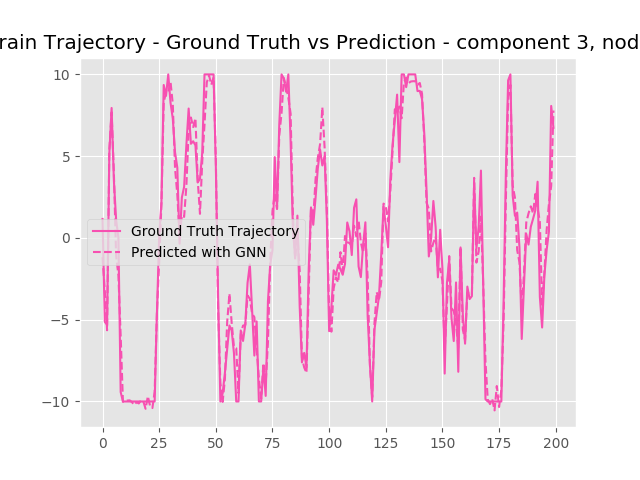 rain Trajectory - Ground Truth vs Prediction - component 3, nod
10
5
0
−5
−10
Ground Truth Trajectory
Predicted with GNN
0 25 50 75 100 125 150 175 200